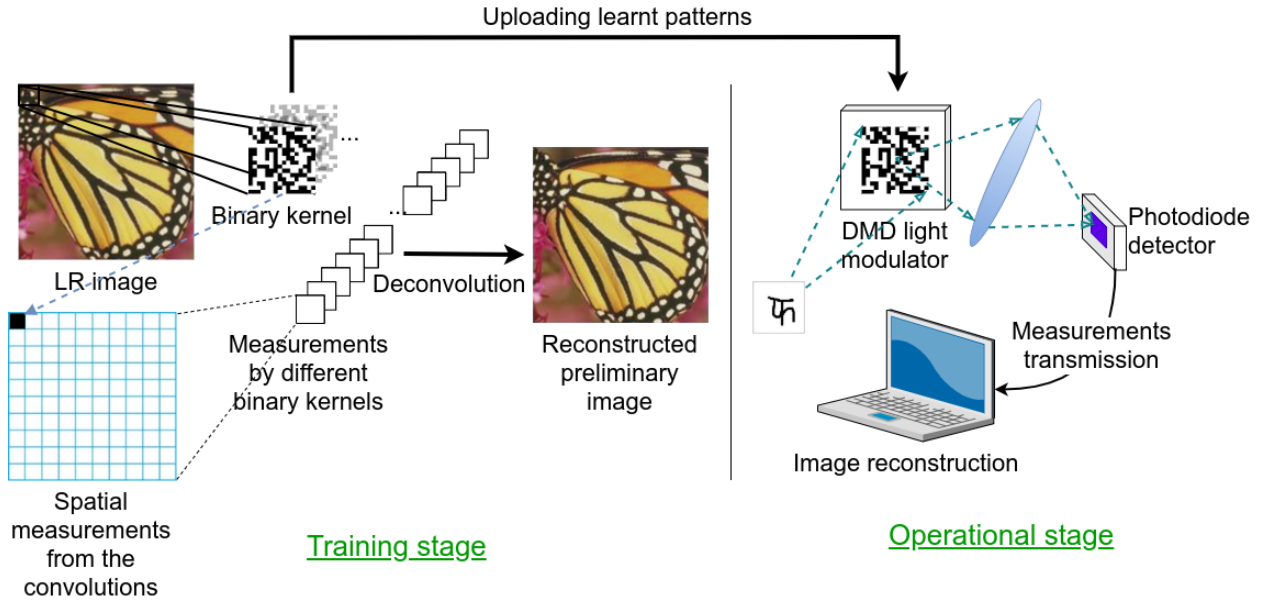 Uploading learnt patterns
...
Binary kernel
LR image
...
Deconvolution
Measurements
by different
binary kernels
Reconstructed
preliminary
image
Spatial
measurements
from the
convolutions
Training stage
DMD light
modulator
Photodiode
detector
Measurements
transmission
Image reconstruction
Operational stage